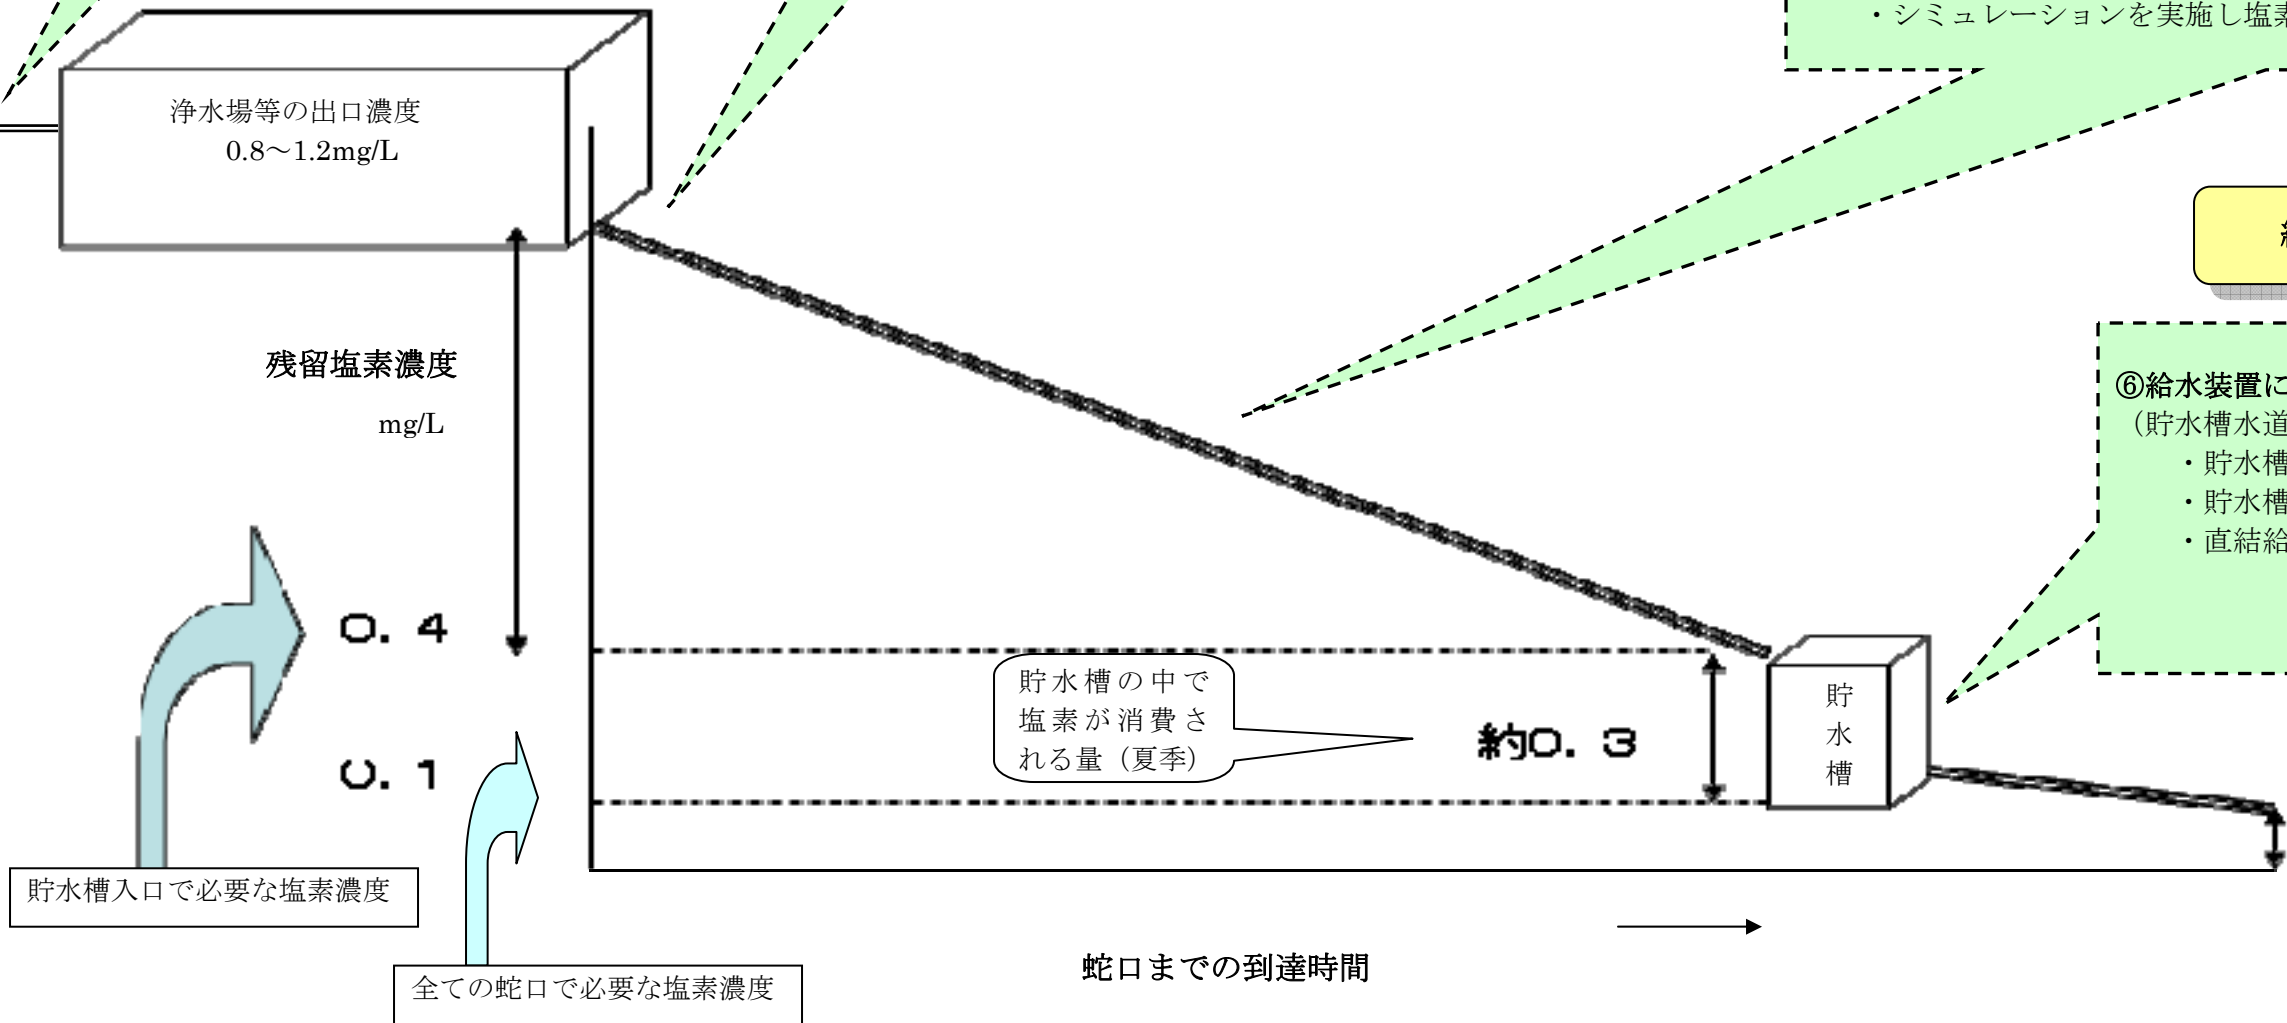 ・シミュレーションを実施し塩素
浄水場等の出口濃度
0.8～1.2mg/L
残留塩素濃度
mg/L
⑥給水装置に
（貯水槽水道
・貯水槽
・貯水槽
・直結給
0. 4
貯水槽の中で
塩素が消費さ
れる量（夏季）
約0. 3
貯
水
槽
0. 1
貯水槽入口で必要な塩素濃度
全ての蛇口で必要な塩素濃度
蛇口までの到達時間